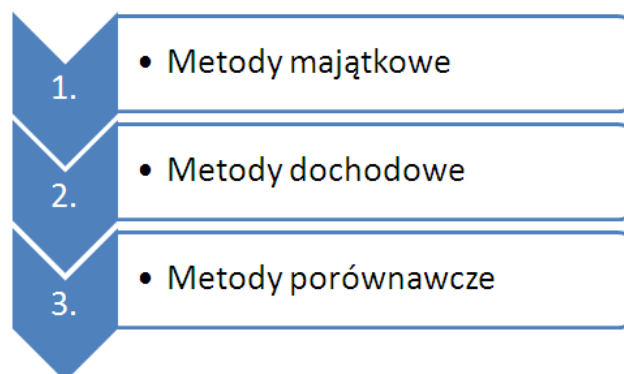 1. • Metody majątkowe
2. • Metody dochodowe
3. • Metody porównawcze